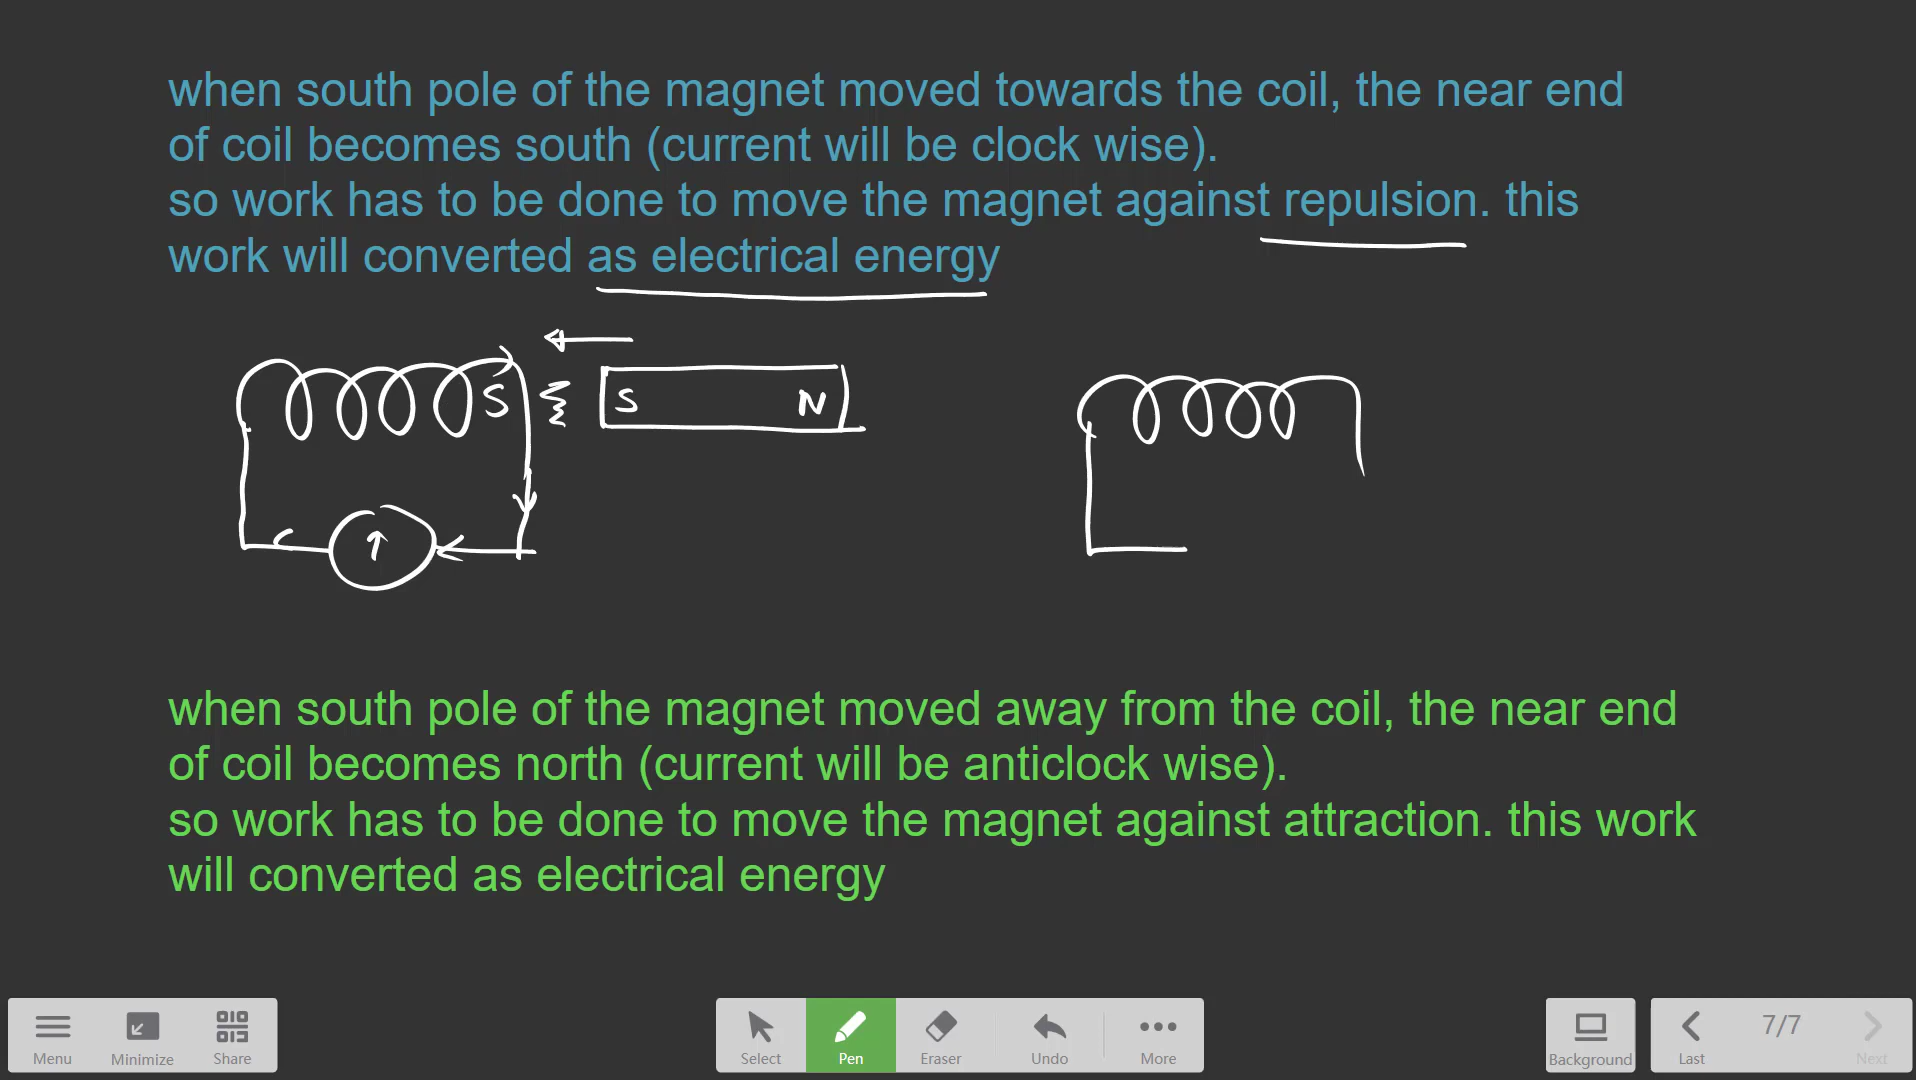 when south pole of the magnet moved towards the coil, the near end
of coil becomes south (current will be clock wise).
so work has to be done to move the magnet against repulsion. this
work will converted as electrical energy
S S N
when south pole of the magnet moved away from the coil, the near end
of coil becomes north (current will be anticlock wise).
so work has to be done to move the magnet against attraction. this work
will converted as electrical energy
Menu Minimize Share Select Pen Eraser Undo More Background Last 7/7 Next